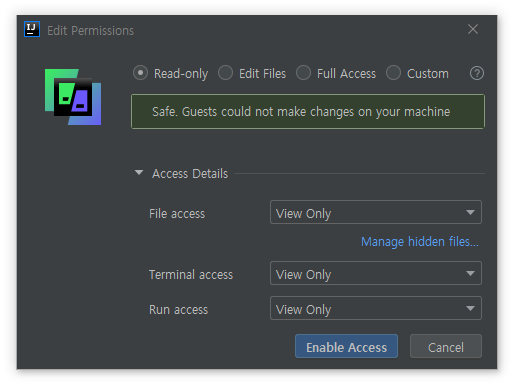 IJ
Edit Permissions
Read-only Edit Files Full Access Custom ?
Safe. Guests could not make changes on your machine
Access Details
File access View Only
Manage hidden files...
Terminal access View Only
Run access View Only
Enable Access Cancel